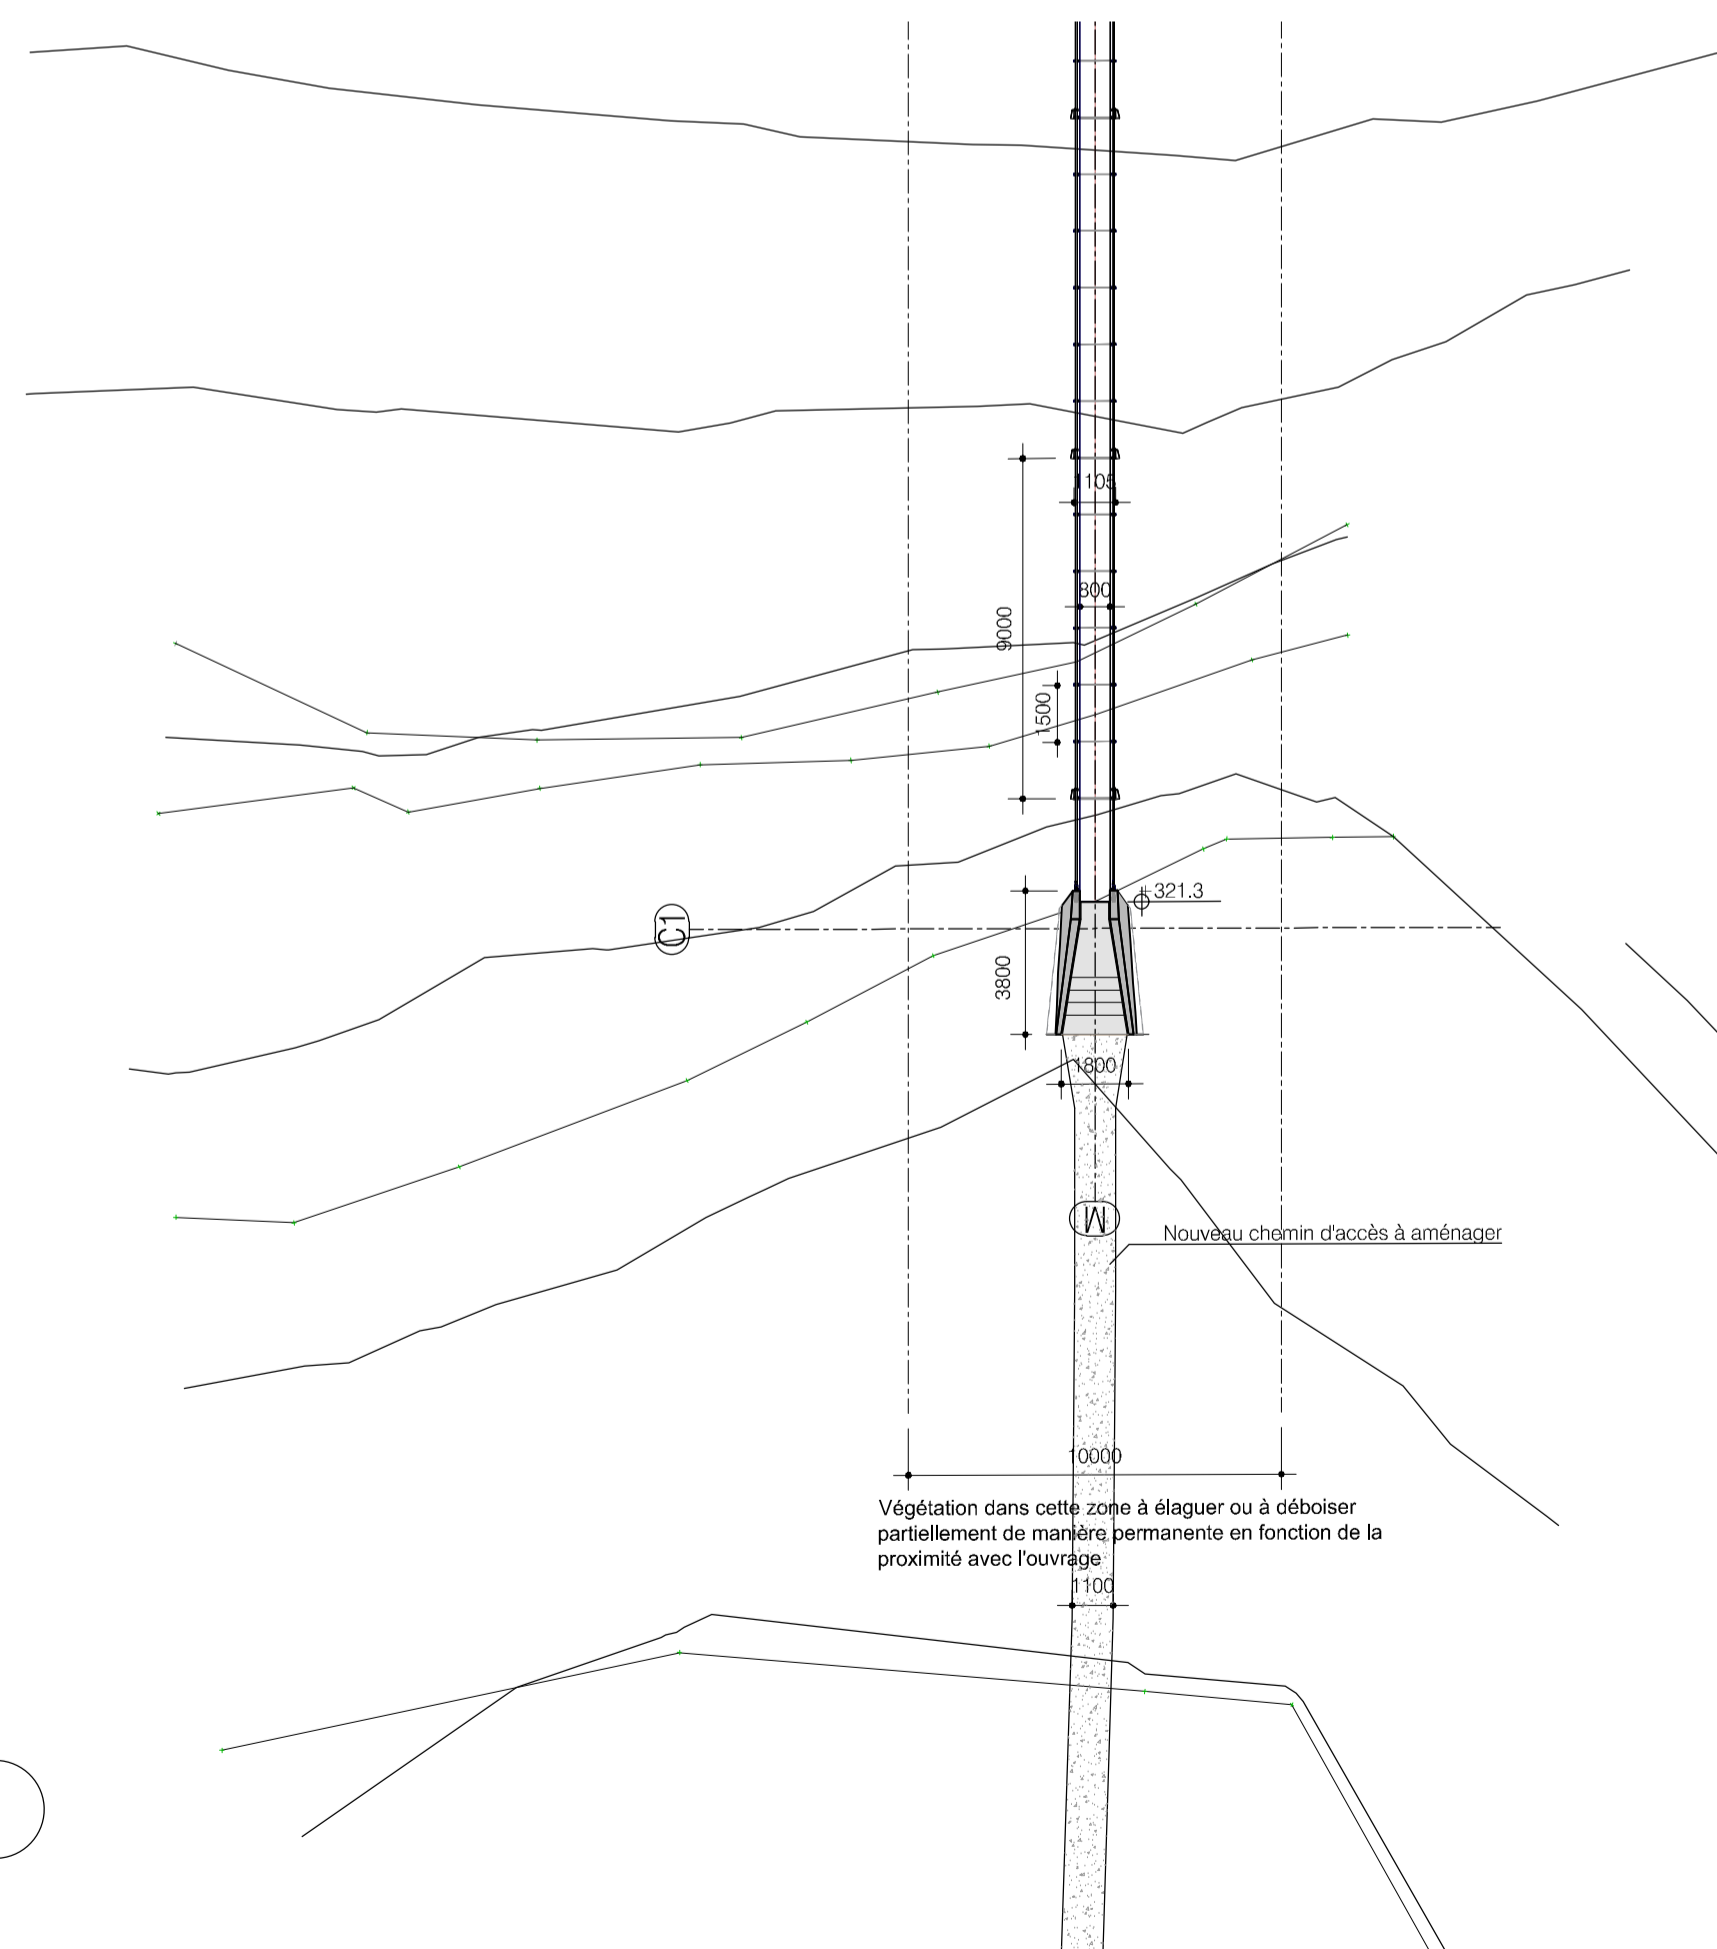 1105
800
9000
1500
321.3
C1
3800
1800
M
Nouveau chemin d'accès à aménager
10000
Végétation dans cette zone à élaguer ou à déboiser
partiellement de manière permanente en fonction de la
proximité avec l'ouvrage
1100